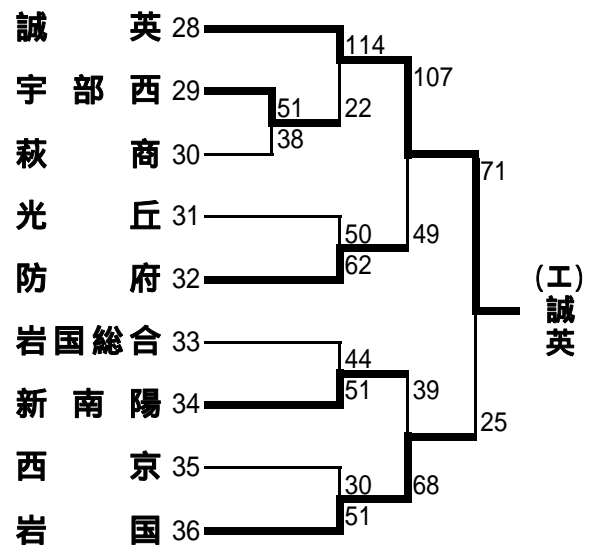 誠英 28
114
107
宇部西 29
51
22
38
萩商 30
71
光丘 31
50
49
62
防府 32
(エ)
誠英
岩国総合 33
44
39
51
新南陽 34
25
西京 35
30
68
51
岩国 36